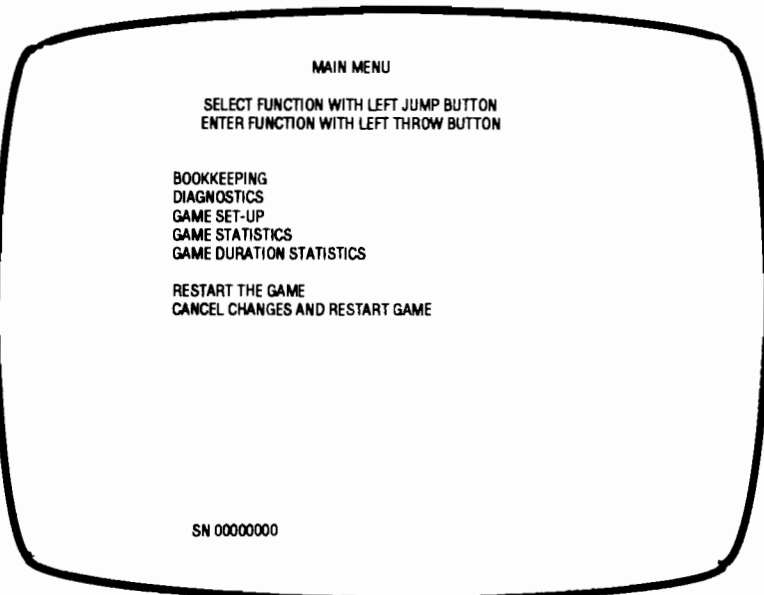 MAIN MENU
SELECT FUNCTION WITH LEFT JUMP BUTTON
ENTER FUNCTION WITH LEFT THROW BUTTON
BOOKKEEPING
DIAGNOSTICS
GAME SET-UP
GAME STATISTICS
GAME DURATION STATISTICS
RESTART THE GAME
CANCEL CHANGES AND RESTART GAME
SN 00000000